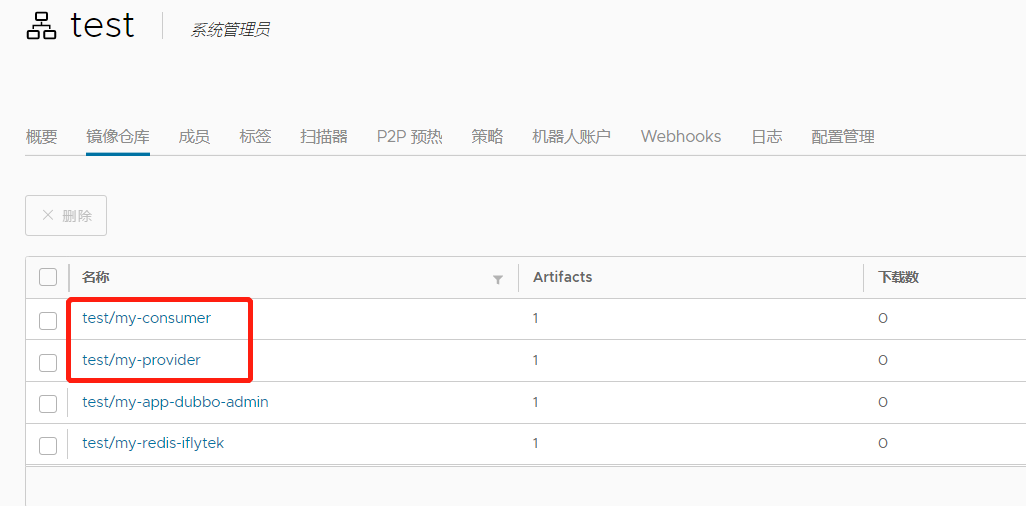 test 系统管理员
概要 镜像仓库 成员 标签 扫描器 P2P 预热 策略 机器人账户 Webhooks 日志 配置管理
× 删除
名称 Artifacts 下载数
test/my-consumer 1 0
test/my-provider 1 0
test/my-app-dubbo-admin 1 0
test/my-redis-iflytek 1 0